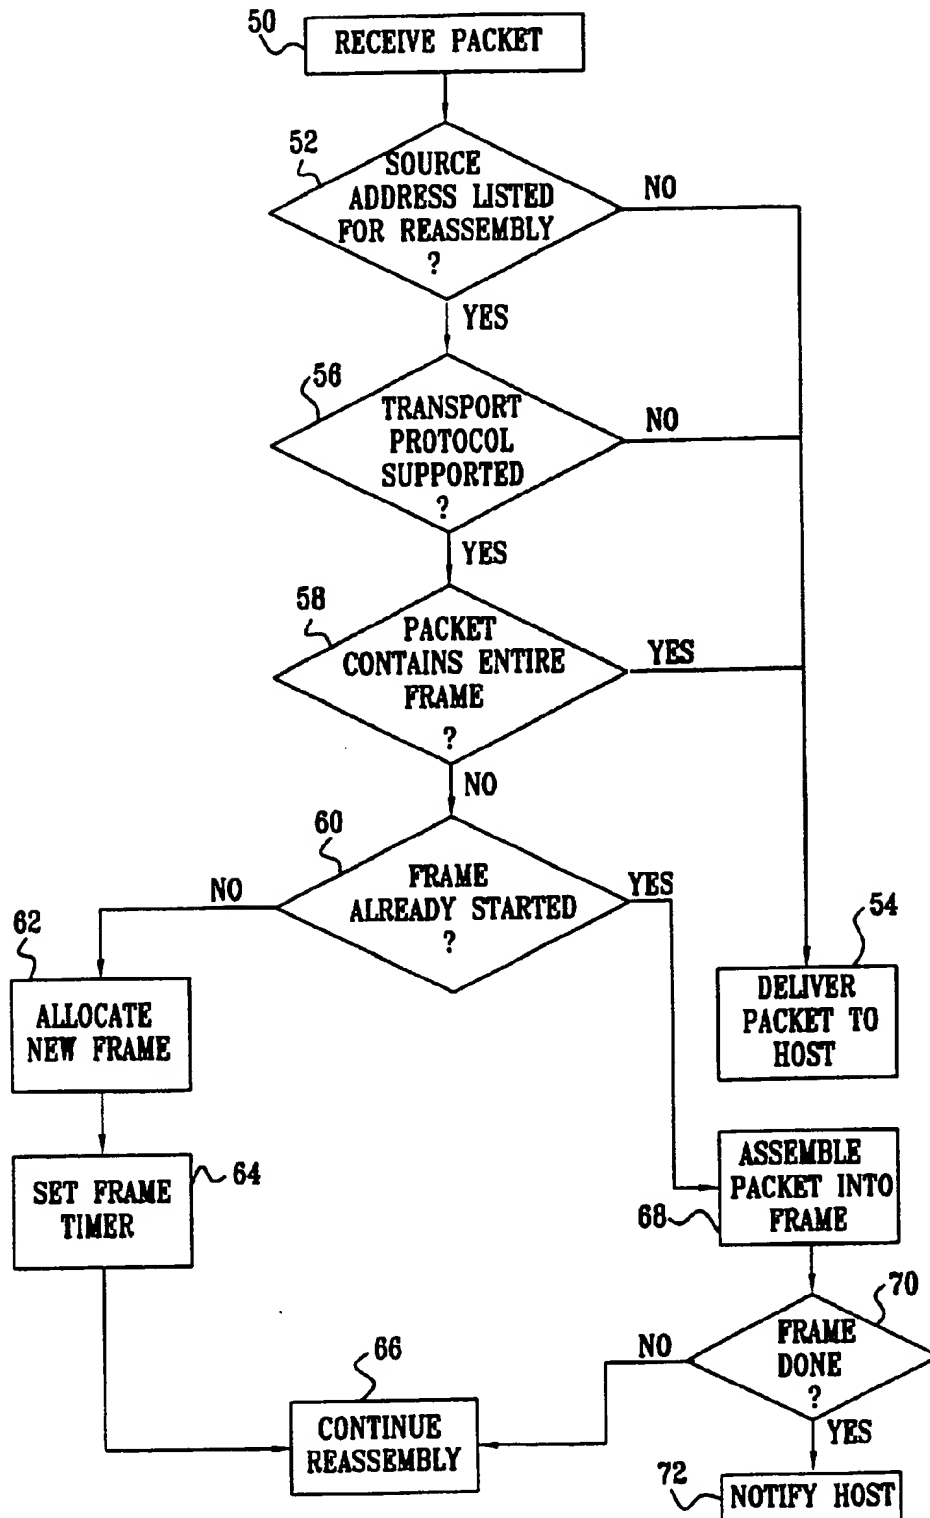 50
RECEIVE PACKET
52
SOURCE
ADDRESS LISTED
FOR REASSEMBLY
?
NO
YES
56
TRANSPORT
PROTOCOL
SUPPORTED
?
NO
YES
58
PACKET
CONTAINS ENTIRE
FRAME
?
YES
NO
60
FRAME
ALREADY STARTED
?
NO
YES
62
ALLOCATE
NEW FRAME
54
DELIVER
PACKET TO
HOST
64
SET FRAME
TIMER
68
ASSEMBLE
PACKET INTO
FRAME
70
FRAME
DONE
?
NO
YES
66
CONTINUE
REASSEMBLY
72
NOTIFY HOST